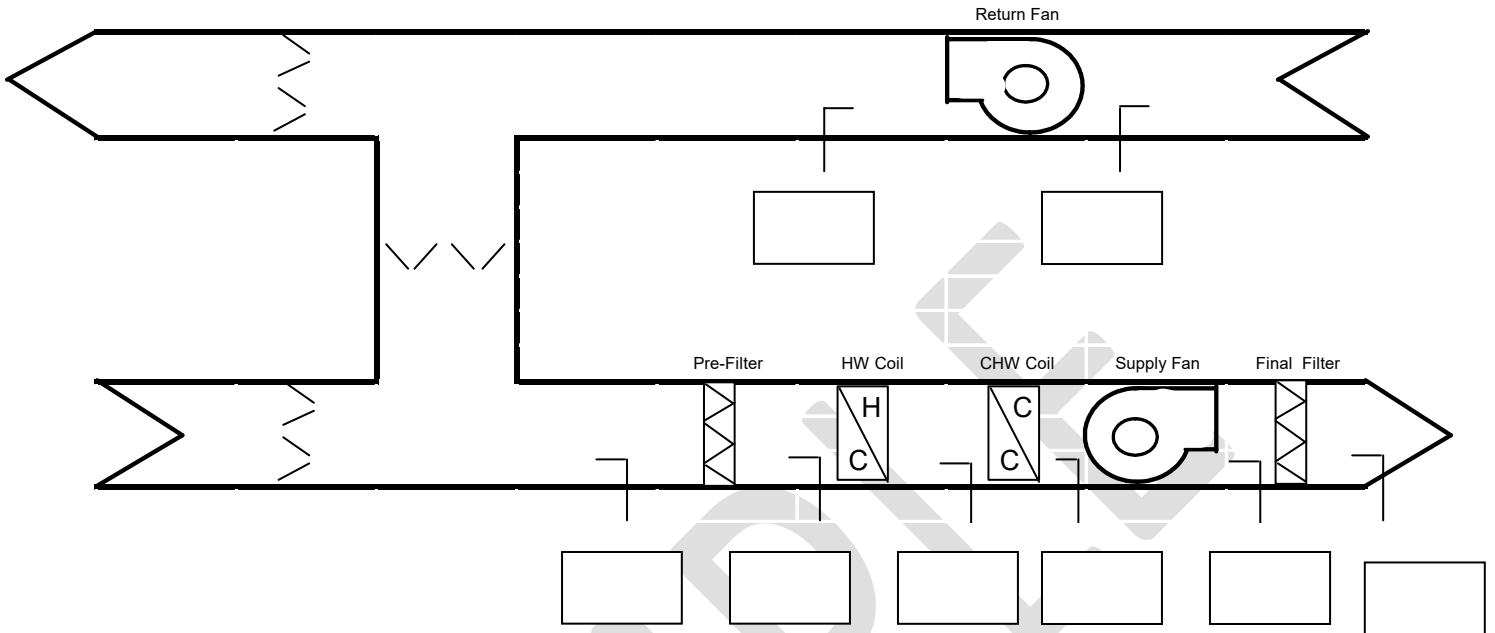 Return Fan
Pre-Filter
HW Coil
CHW Coil
Supply Fan
Final Filter
H
C
C
C